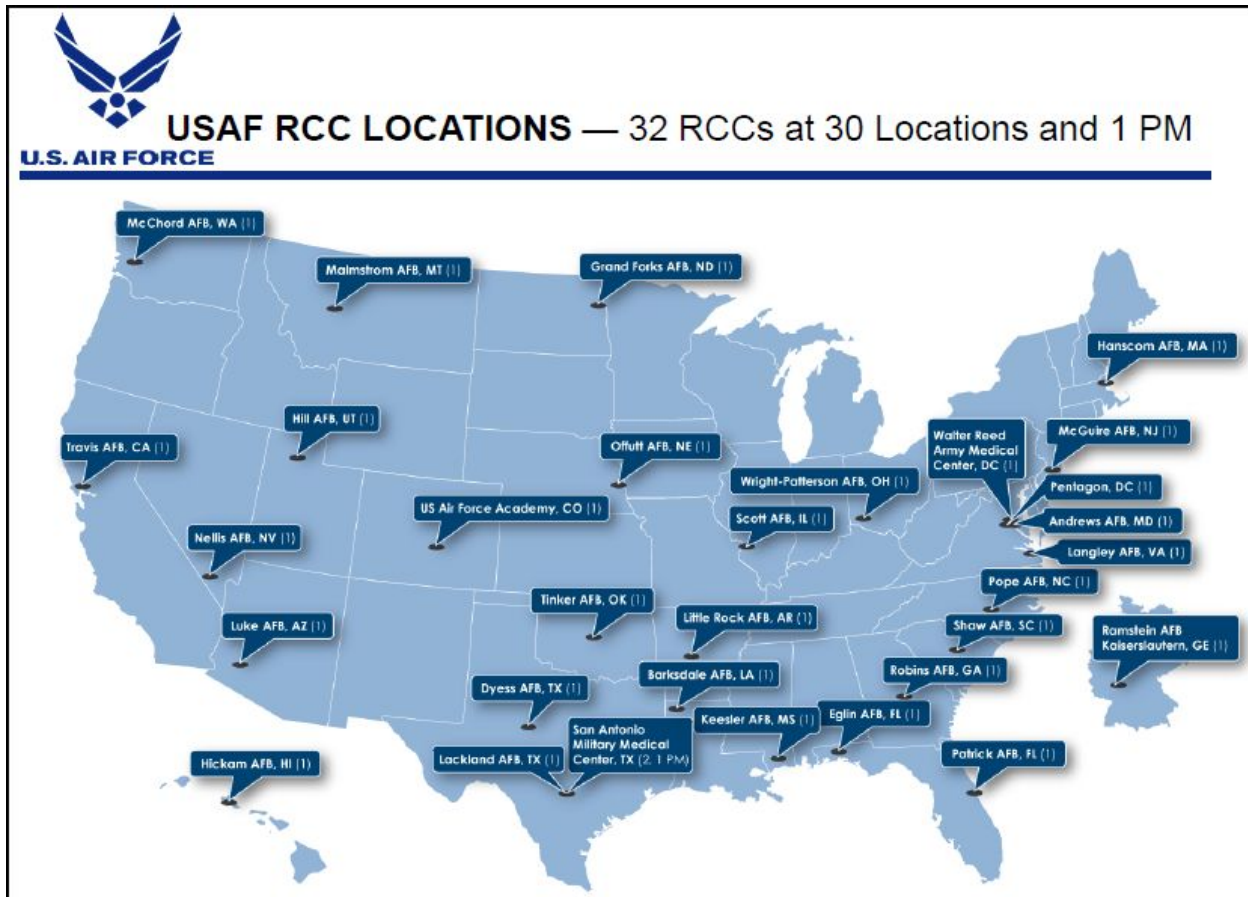 USAF RCC LOCATIONS — 32 RCCs at 30 Locations and 1 PM
U.S. AIR FORCE
McChord AFB, WA (1)
Malmstrom AFB, MT (1)
Grand Forks AFB, ND (1)
Hanscom AFB, MA (1)
Hill AFB, UT (1)
Travis AFB, CA (1)
Offutt AFB, NE (1)
Walter Reed
Army Medical
Center, DC (1)
McGuire AFB, NJ (1)
Wright-Patterson AFB, OH (1)
Pentagon, DC (1)
US Air Force Academy, CO (1)
Scott AFB, IL (1)
Andrews AFB, MD (1)
Nellis AFB, NV (1)
Langley AFB, VA (1)
Pope AFB, NC (1)
Tinker AFB, OK (1)
Little Rock AFB, AR (1)
Luke AFB, AZ (1)
Shaw AFB, SC (1)
Ramstein AFB
Kaiserslautern, GE (1)
Barksdale AFB, LA (1)
Robins AFB, GA (1)
Dyess AFB, TX (1)
Keesler AFB, MS (1)
Eglin AFB, FL (1)
San Antonio
Military Medical
Center, TX (2, 1 PM)
Lackland AFB, TX (1)
Patrick AFB, FL (1)
Hickam AFB, HI (1)